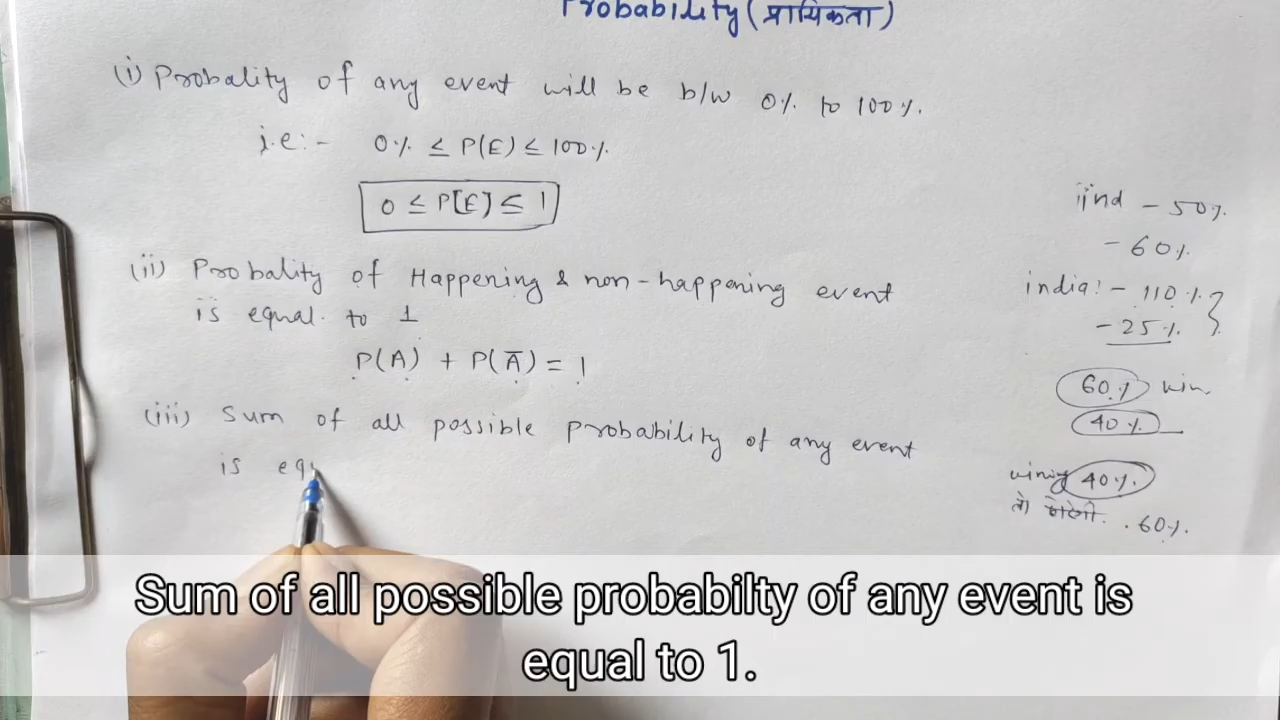 Probability (प्रायिकता)
(i) Probality of any event will be b/w 0% to 100%.
i.e:- 0% ≤ P(E) ≤ 100%
0 ≤ P[E] ≤ 1
(ii) Probality of Happening & non-happening event
is equal. to 1
P(A) + P(A̅) = 1
(iii) Sum of all possible probability of any event
is equ
iind - 50%
- 60%
india:- 110%
- 25%
60% win
40%
wining 40%.
तो .60%.
Sum of all possible probabilty of any event is
equal to 1.